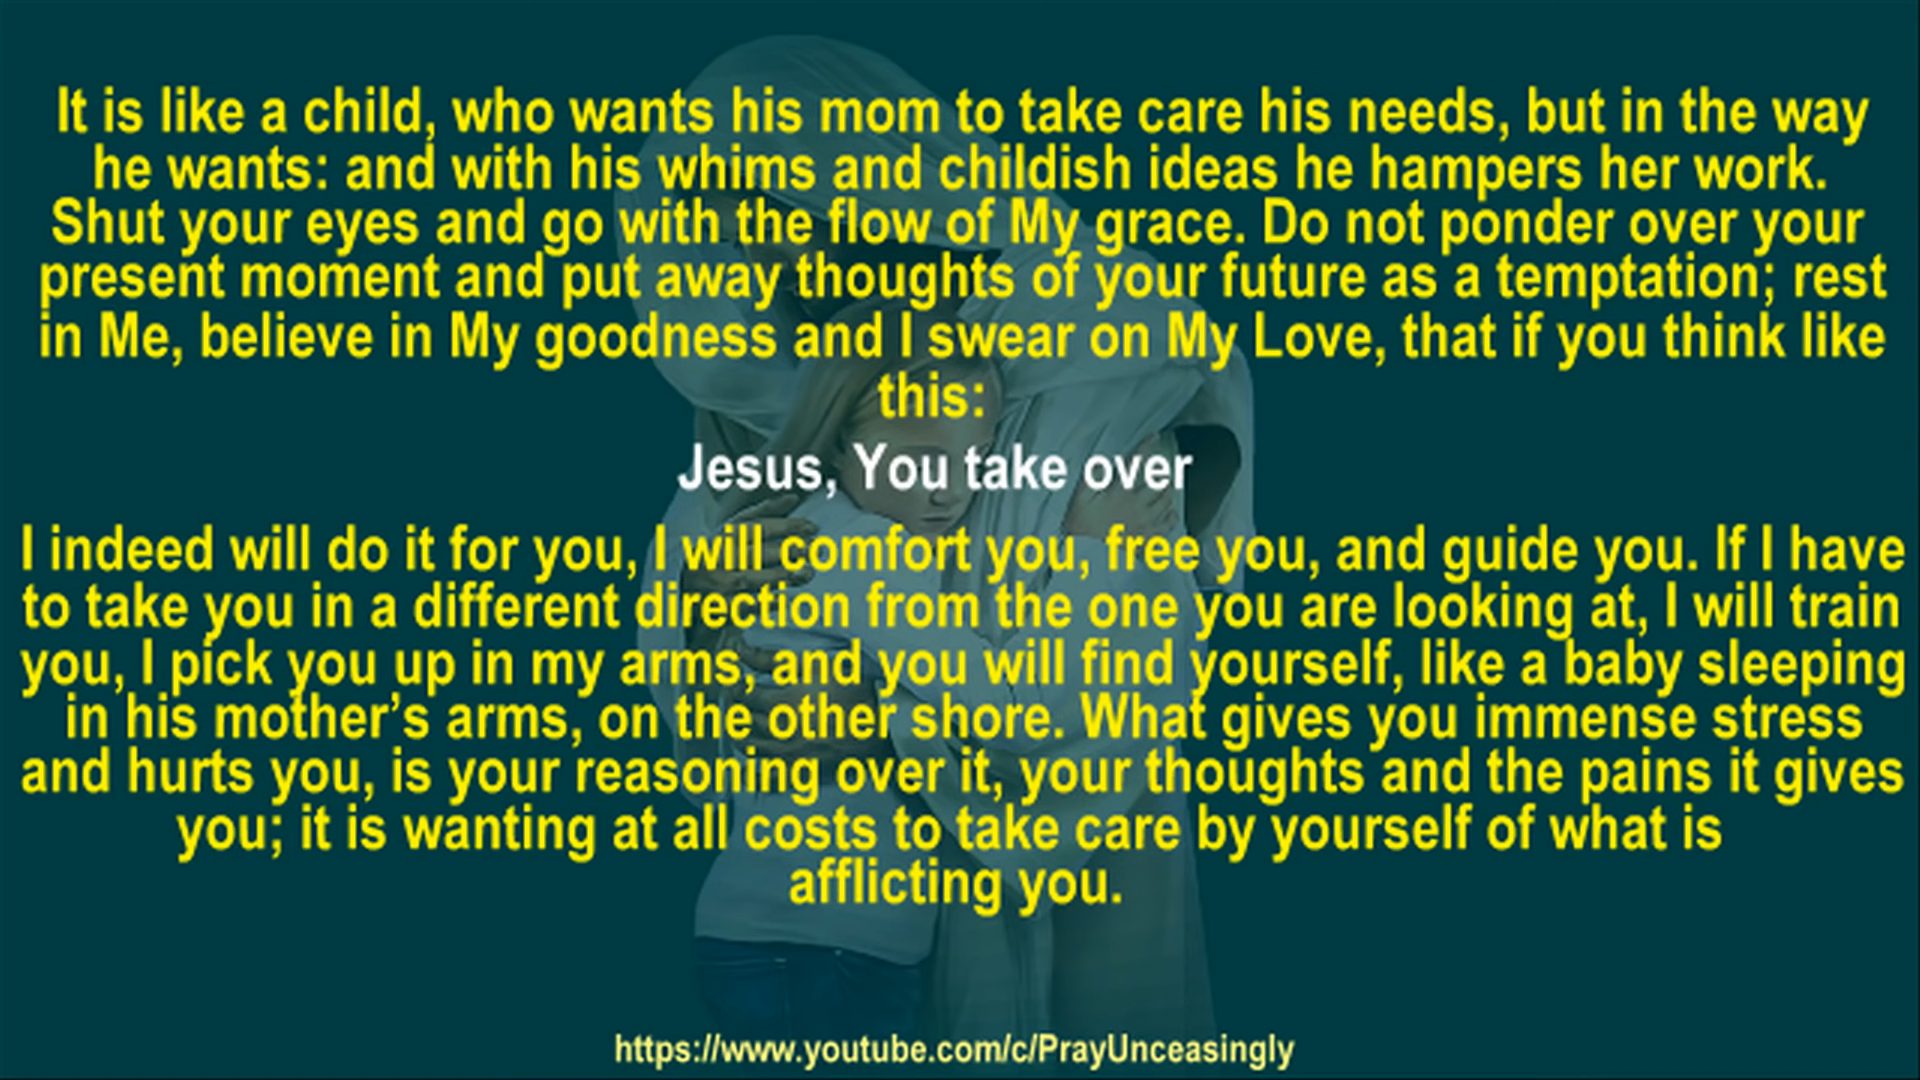 It is like a child, who wants his mom to take care his needs, but in the way
he wants: and with his whims and childish ideas he hampers her work.
Shut your eyes and go with the flow of My grace. Do not ponder over your
present moment and put away thoughts of your future as a temptation; rest
in Me, believe in My goodness and I swear on My Love, that if you think like
this:
Jesus, You take over
I indeed will do it for you, I will comfort you, free you, and guide you. If I have
to take you in a different direction from the one you are looking at, I will train
you, I pick you up in my arms, and you will find yourself, like a baby sleeping
in his mother’s arms, on the other shore. What gives you immense stress
and hurts you, is your reasoning over it, your thoughts and the pains it gives
you; it is wanting at all costs to take care by yourself of what is
afflicting you.
https://www.youtube.com/c/PrayUnceasingly